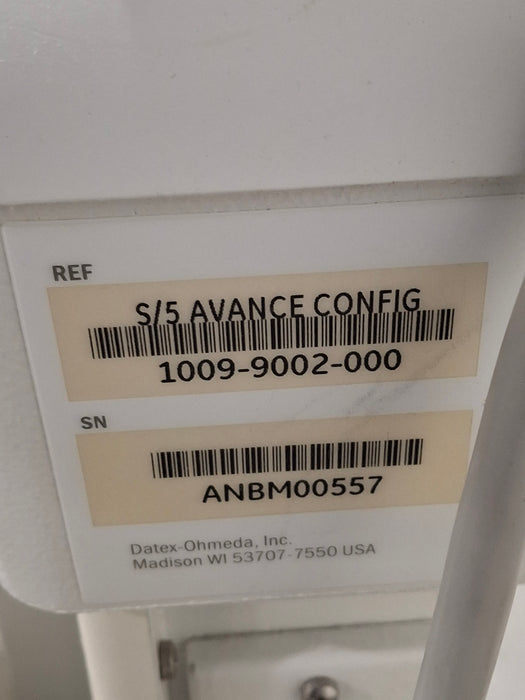 REF
S/5 AVANCE CONFIG
1009-9002-000
SN
ANBM00557
Datex-Ohmeda, Inc.
Madison WI 53707-7550 USA